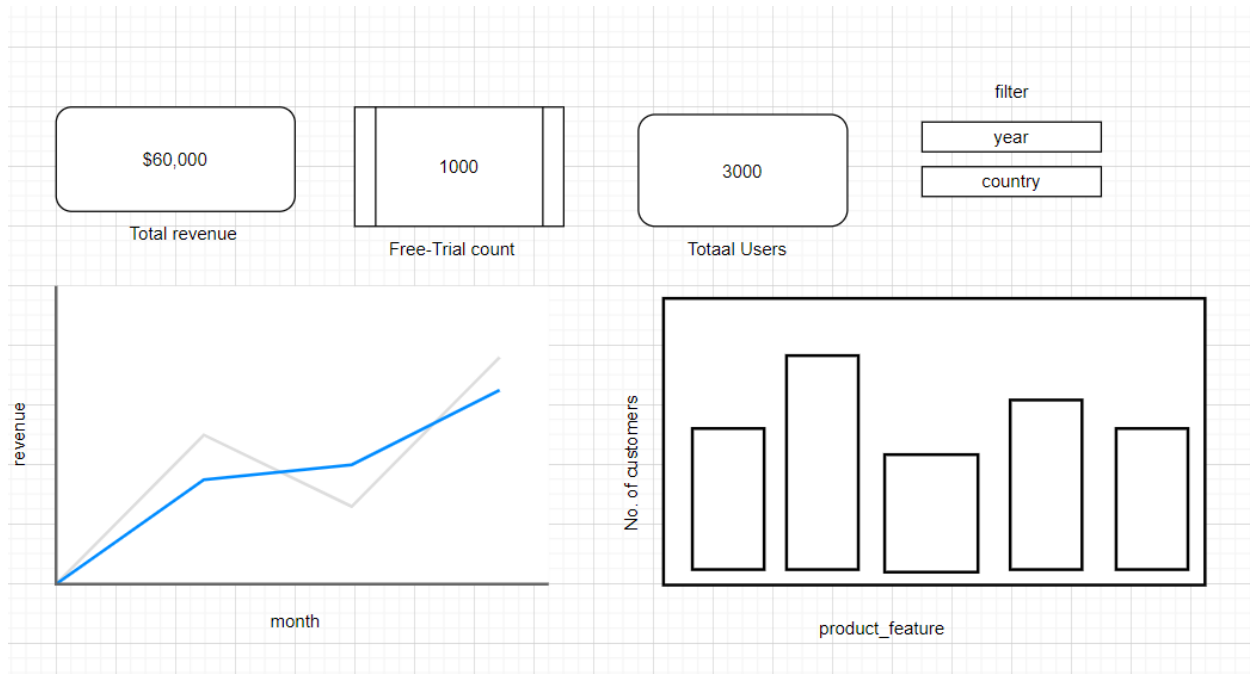 filter
year
country
$60,000
1000
3000
Total revenue
Free-Trial count
Totaal Users
revenue
month
No. of customers
product_feature